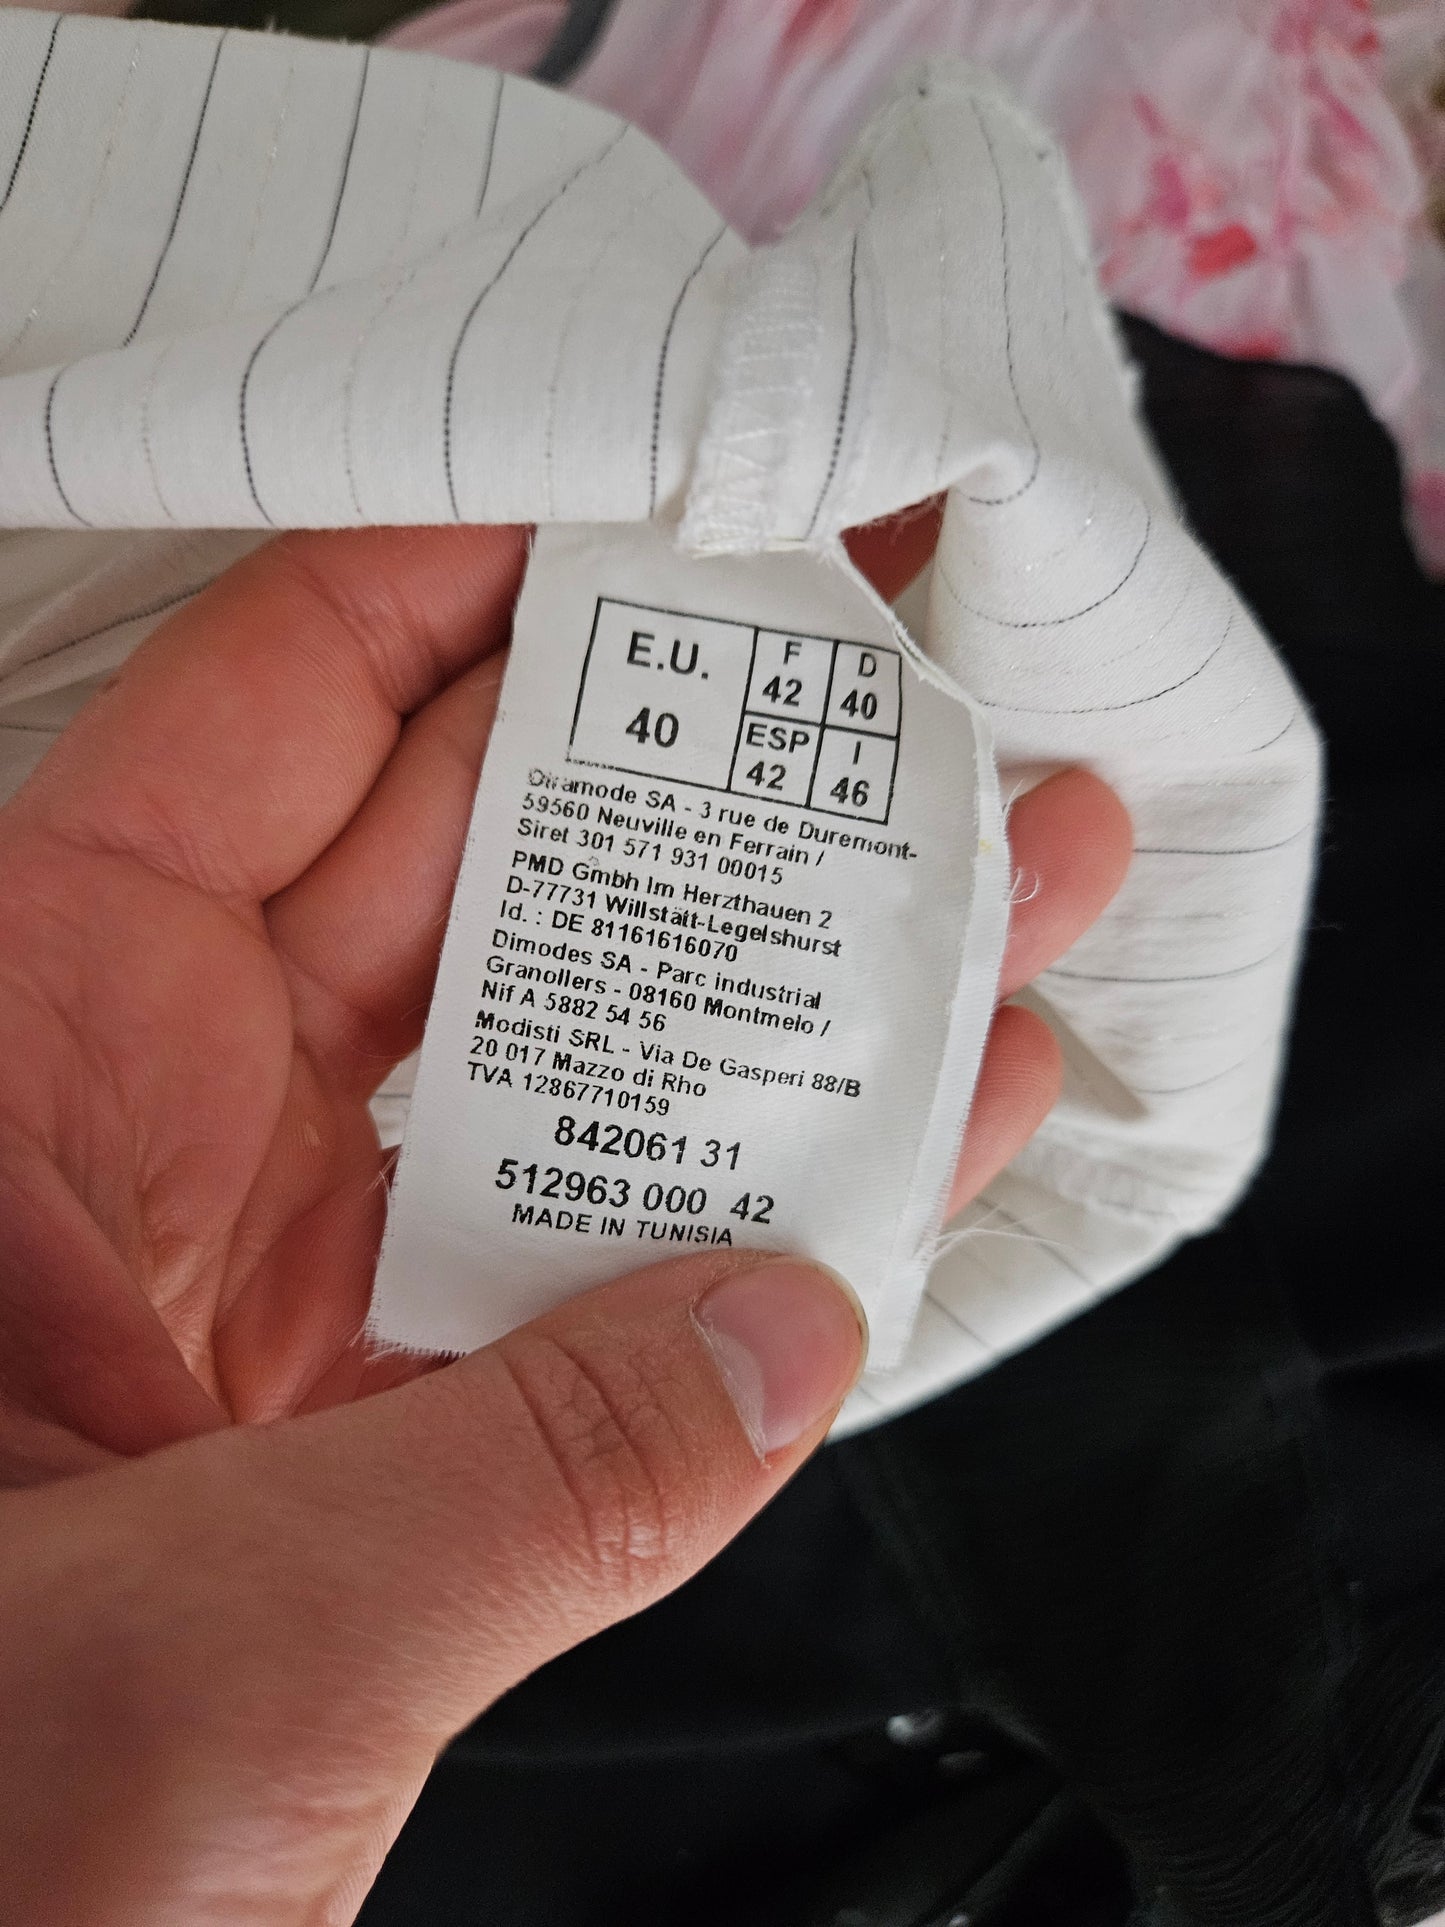 E.U.
40
F
42
D
40
ESP
42
I
46
Diramode SA - 3 rue de Duremont-
59560 Neuville en Ferrain /
Siret 301 571 931 00015
PMD Gmbh Im Herzthauen 2
D-77731 Willstätt-Legelshurst
Id. : DE 81161616070
Dimodes SA - Parc industrial
Granollers - 08160 Montmelo /
Nif A 5882 54 56
Modisti SRL - Via De Gasperi 88/B
20 017 Mazzo di Rho
TVA 12867710159
842061 31
512963 000 42
MADE IN TUNISIA